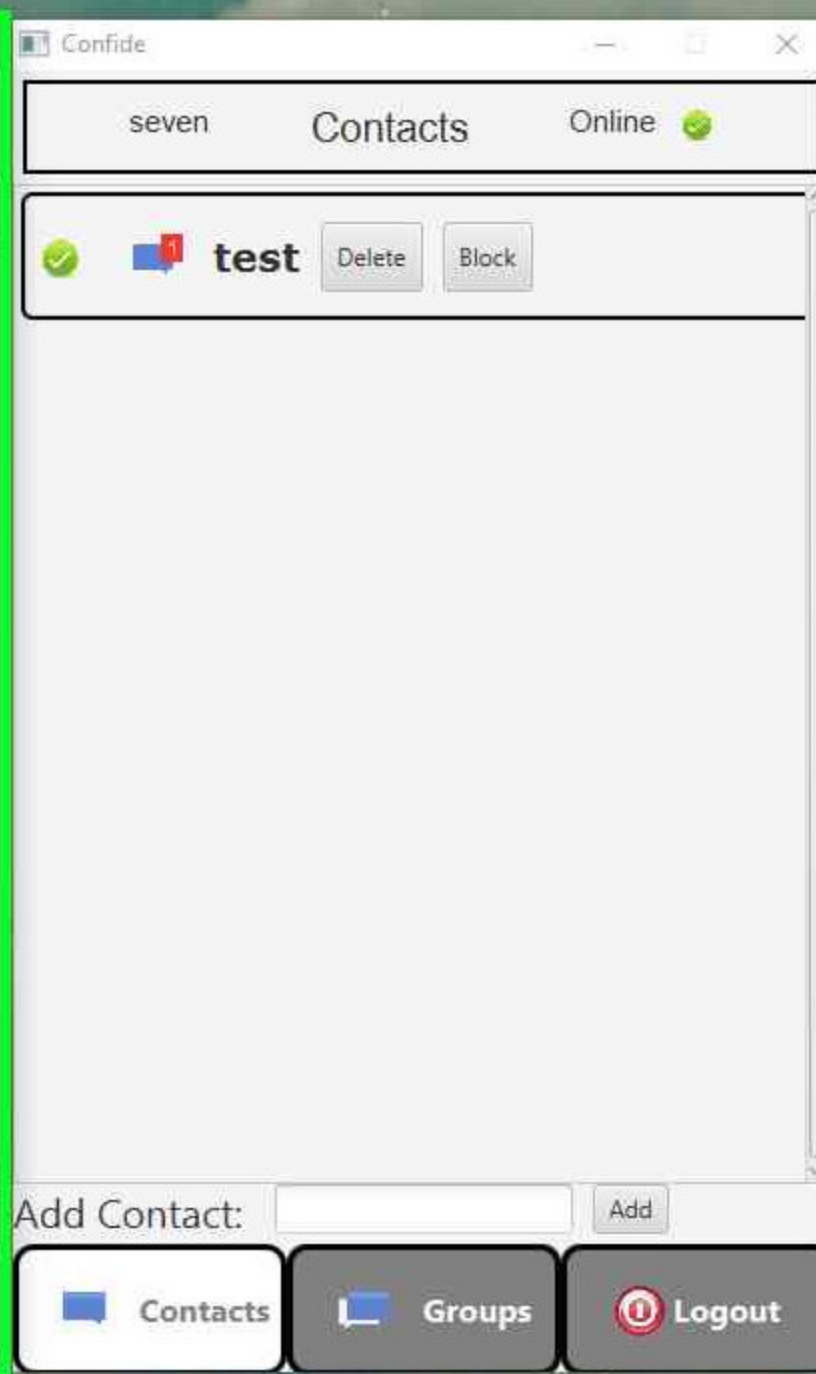 Confide
seven Contacts Online
1
test Delete Block
Add Contact: Add
Contacts Groups Logout